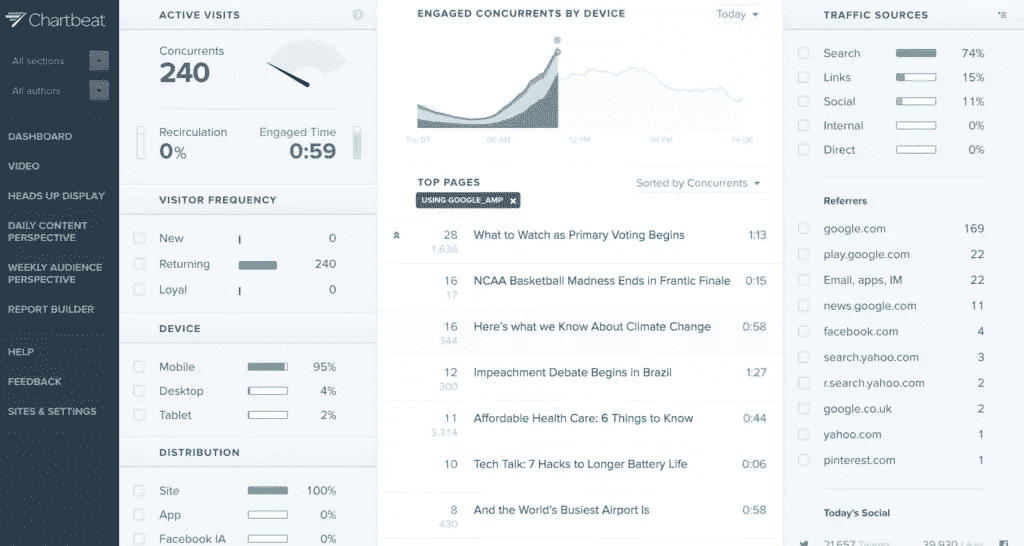 Chartbeat
All sections
All authors
DASHBOARD
VIDEO
HEADS UP DISPLAY
DAILY CONTENT
PERSPECTIVE
WEEKLY AUDIENCE
PERSPECTIVE
REPORT BUILDER
HELP
FEEDBACK
SITES & SETTINGS
ACTIVE VISITS ?
Concurrents
240
Recirculation
0%
Engaged Time
0:59
VISITOR FREQUENCY
New 0
Returning 240
Loyal 0
DEVICE
Mobile 95%
Desktop 4%
Tablet 2%
DISTRIBUTION
Site 100%
App 0%
Facebook IA 0%
ENGAGED CONCURRENTS BY DEVICE Today
Thu 07 06 AM 12 PM 06 PM
TOP PAGES Sorted by Concurrents
USING GOOGLE_AMP ×
28 What to Watch as Primary Voting Begins 1:13
1,636
16 NCAA Basketball Madness Ends in Frantic Finale 0:15
17
16 Here's what we Know About Climate Change 0:58
344
12 Impeachment Debate Begins in Brazil 1:27
300
11 Affordable Health Care: 6 Things to Know 0:44
3,314
10 Tech Talk: 7 Hacks to Longer Battery Life 0:06
8 And the World's Busiest Airport Is 0:58
430
TRAFFIC SOURCES
Search 74%
Links 15%
Social 11%
Internal 0%
Direct 0%
Referrers
google.com 169
play.google.com 22
Email, apps, IM 22
news.google.com 11
facebook.com 4
search.yahoo.com 3
r.search.yahoo.com 2
google.co.uk 2
yahoo.com 1
pinterest.com 1
Today's Social
21,657 Tweets 39,930 Likes